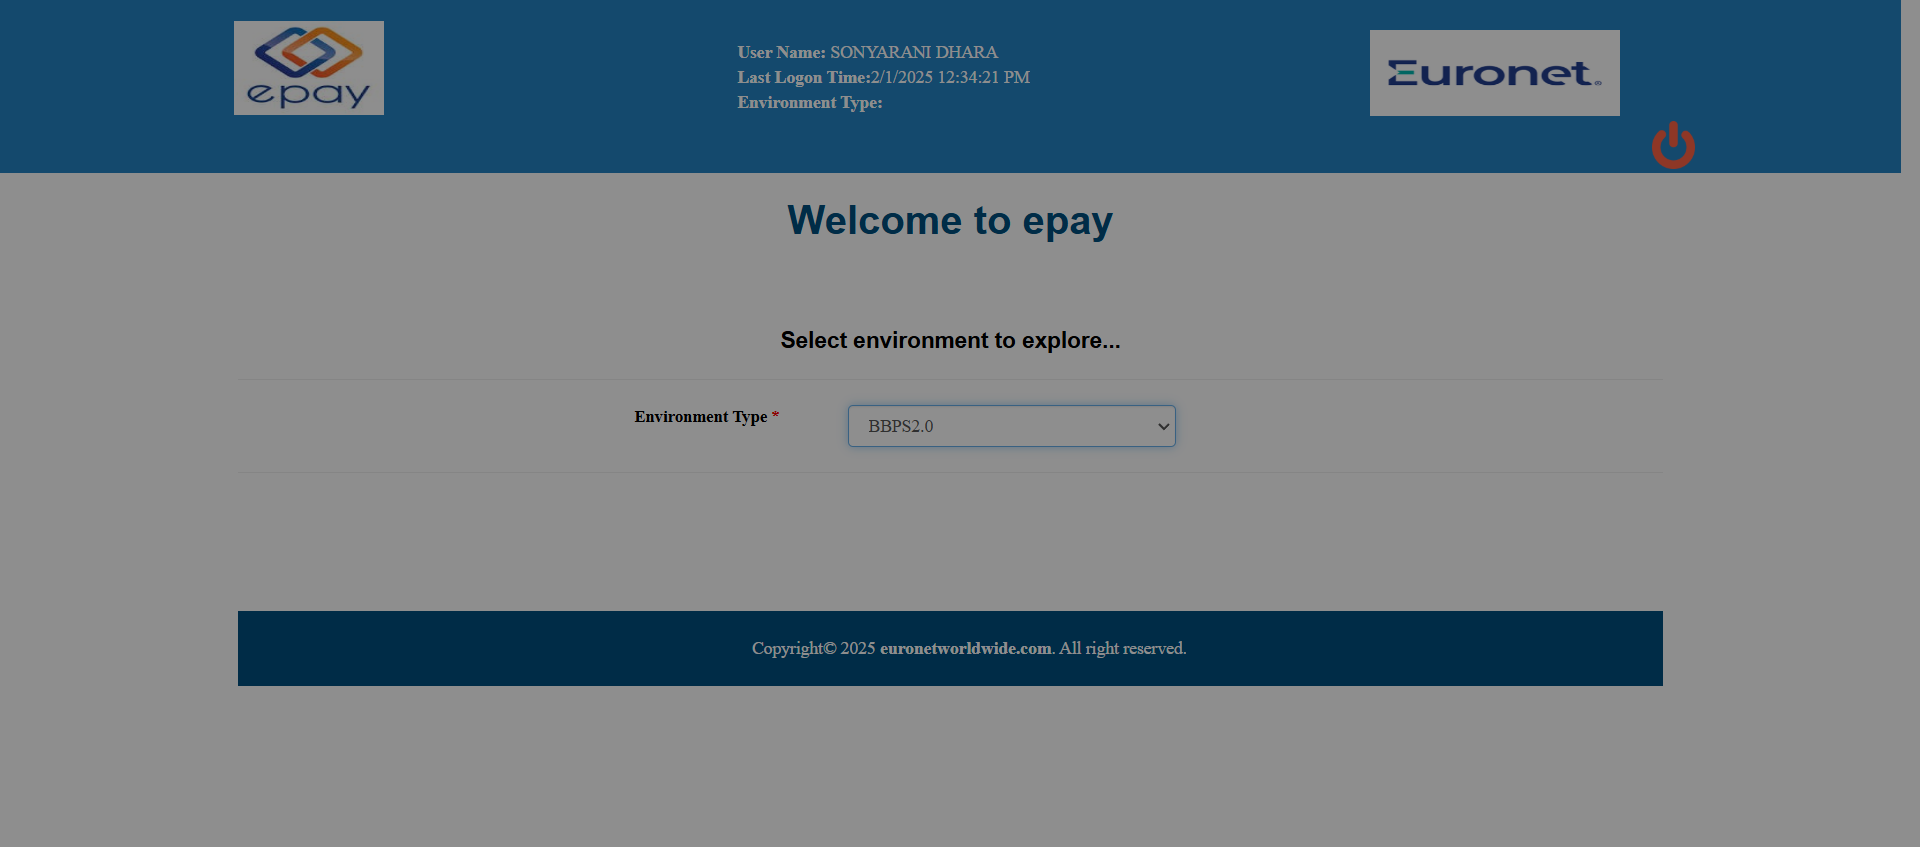 epay
User Name: SONYARANI DHARA
Last Logon Time:2/1/2025 12:34:21 PM
Environment Type:
Euronet
Welcome to epay
Select environment to explore...
Environment Type *
BBPS2.0
Copyright© 2025 euronetworldwide.com. All right reserved.